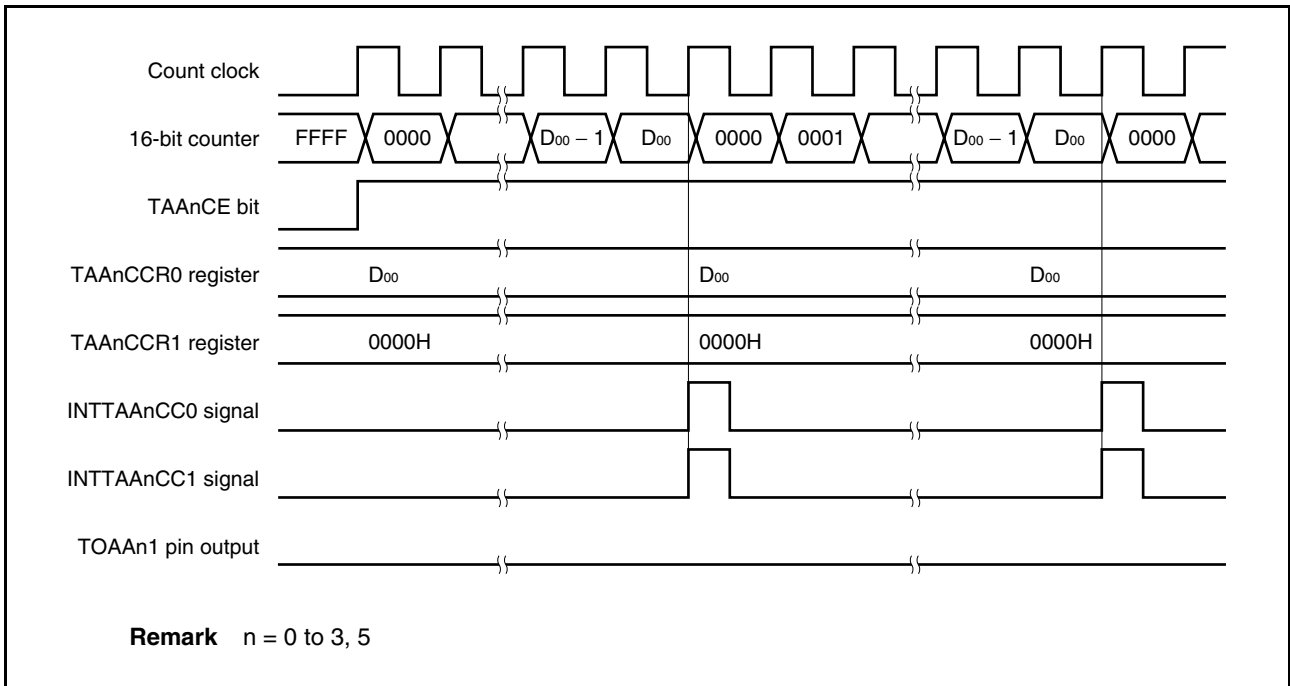 Count clock
16-bit counter FFFF 0000 D00 − 1 D00 0000 0001 D00 − 1 D00 0000
TAAnCE bit
TAAnCCR0 register D00 D00 D00
TAAnCCR1 register 0000H 0000H 0000H
INTTAAnCC0 signal
INTTAAnCC1 signal
TOAAn1 pin output
Remark n = 0 to 3, 5